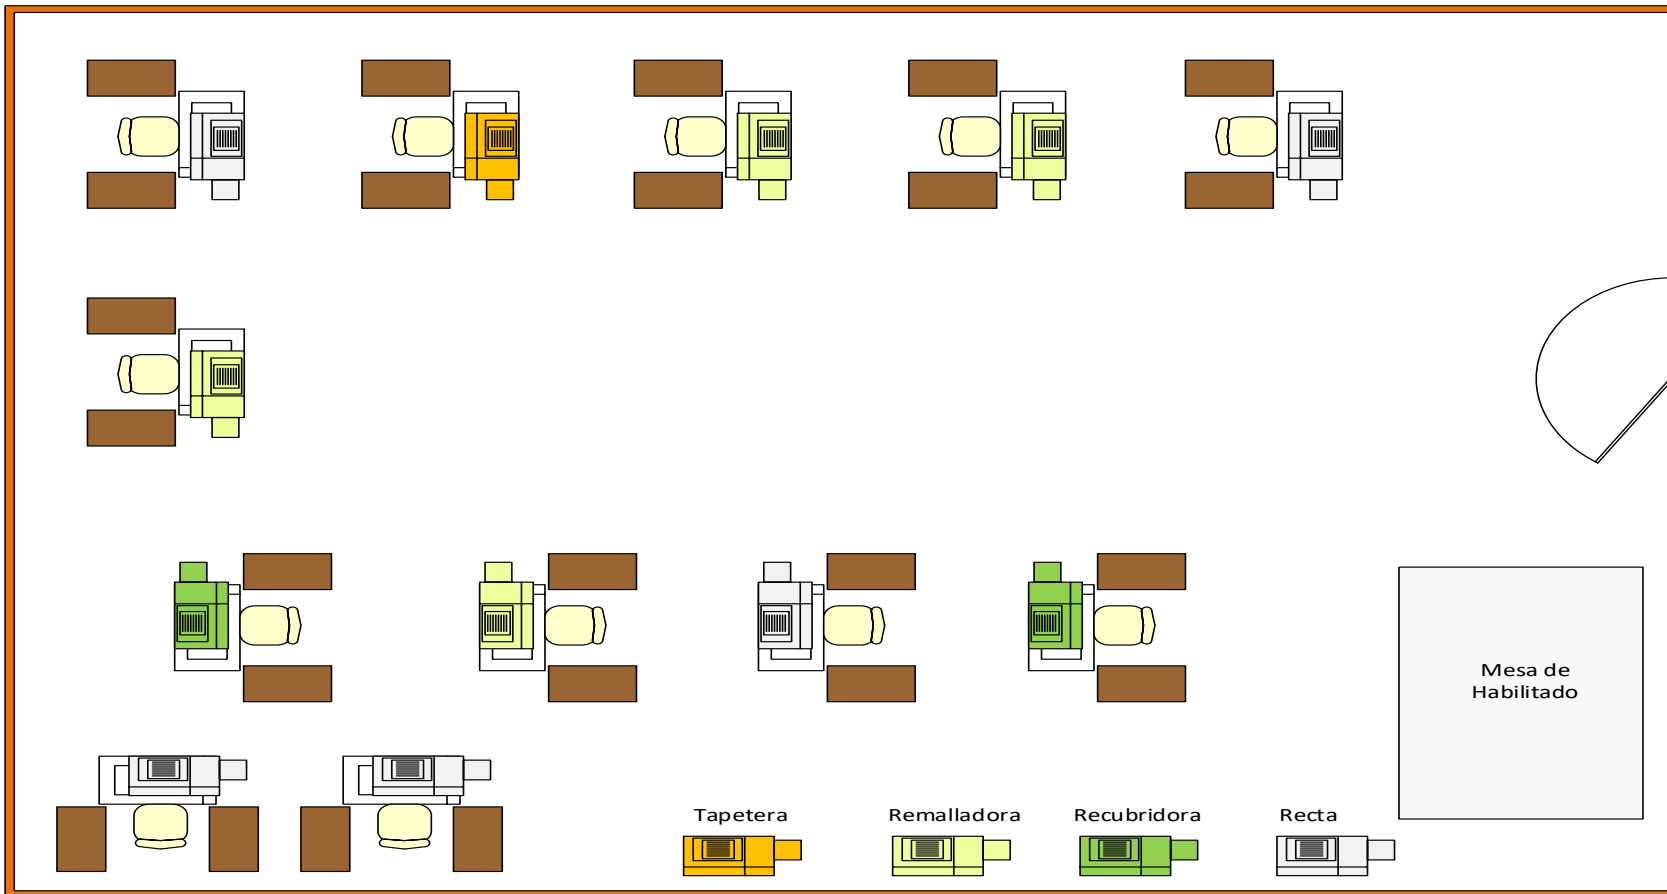 Mesa de
Habilitado
Tapetera
Remalladora
Recubridora
Recta